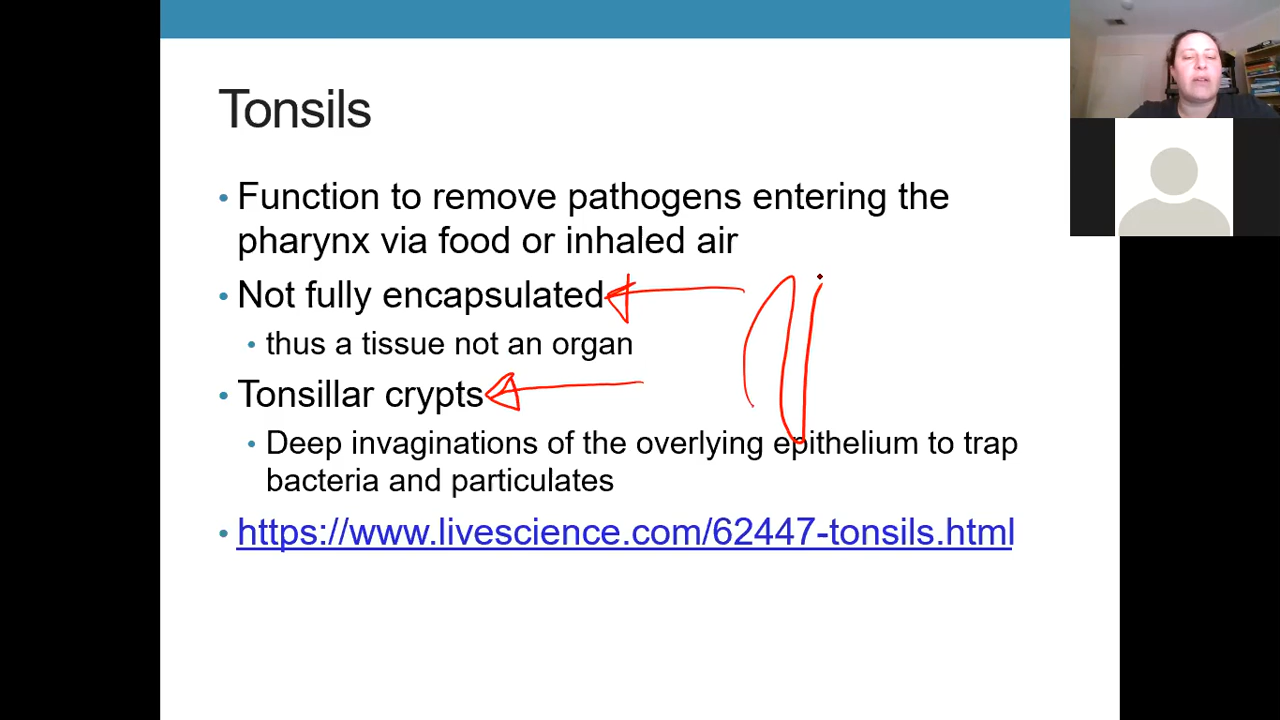 Tonsils
• Function to remove pathogens entering the
pharynx via food or inhaled air
• Not fully encapsulated
• thus a tissue not an organ
• Tonsillar crypts
• Deep invaginations of the overlying epithelium to trap
bacteria and particulates
• https://www.livescience.com/62447-tonsils.html